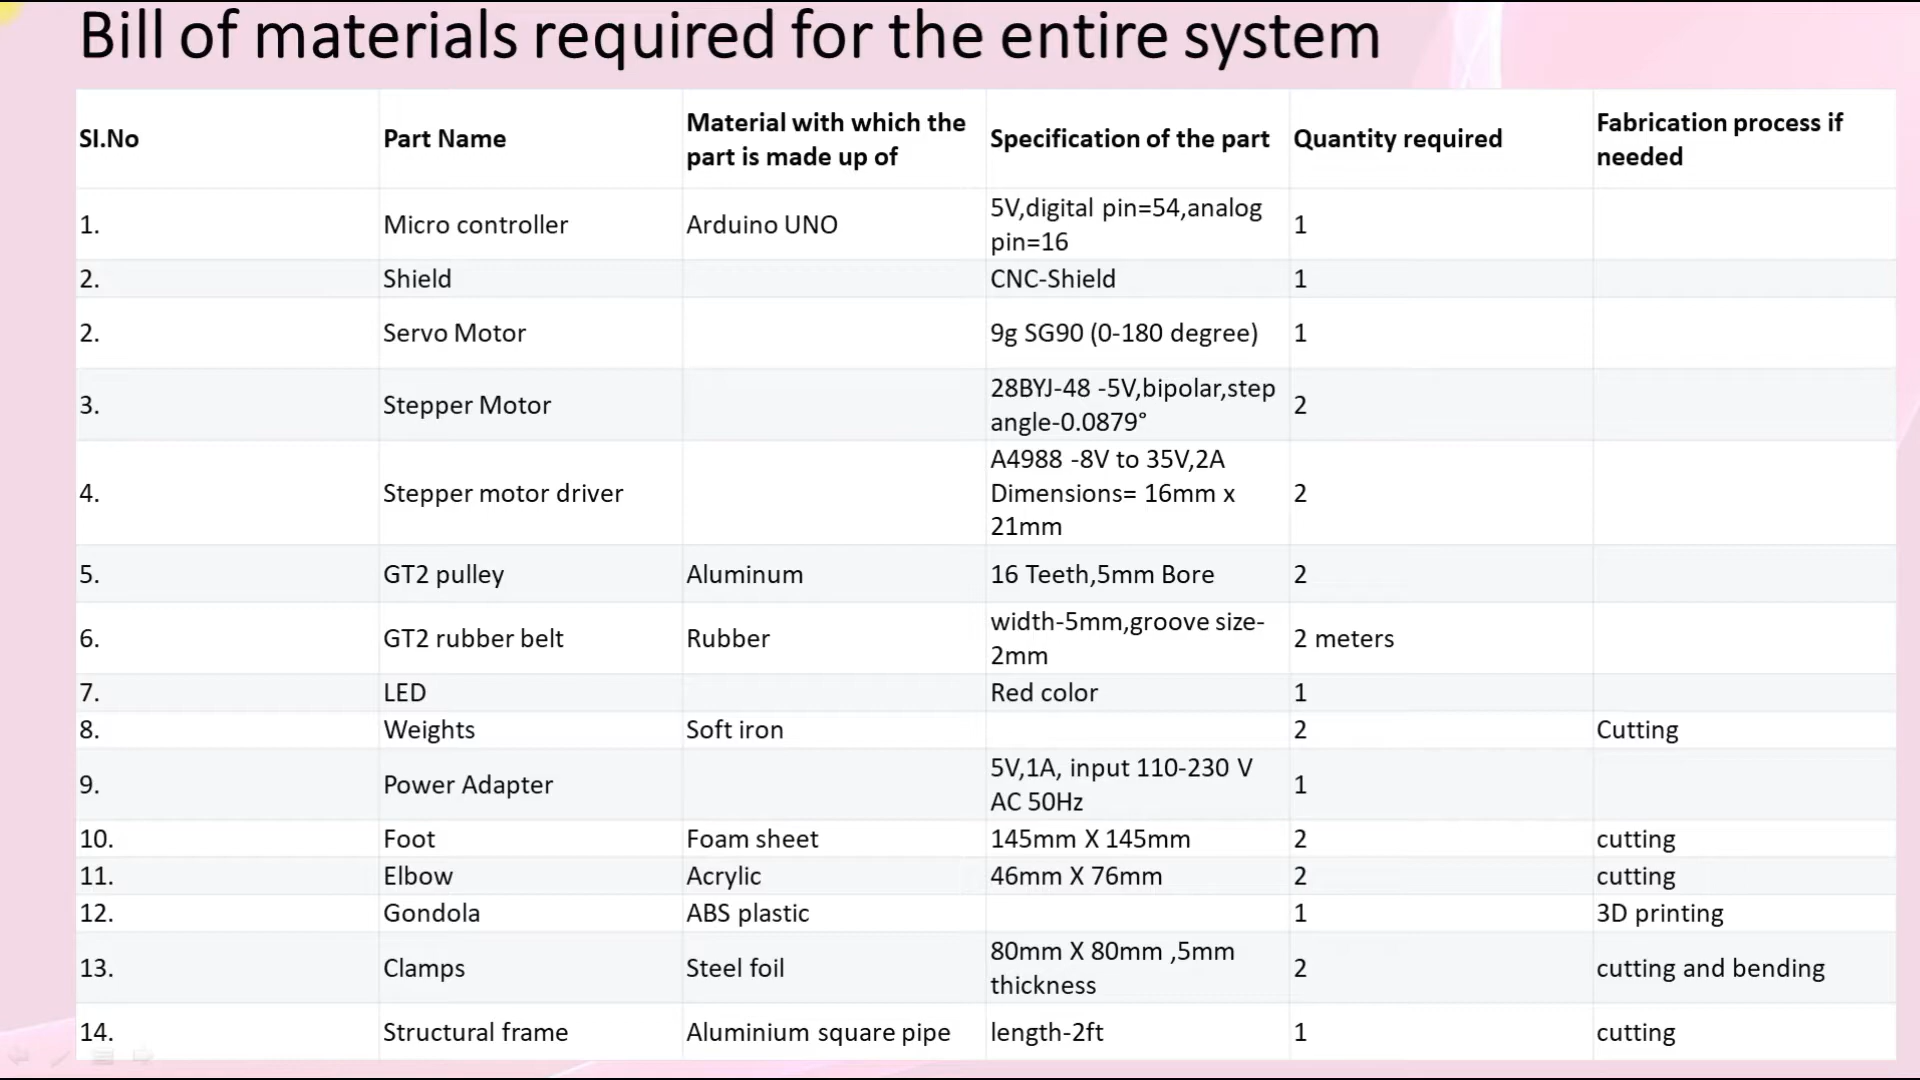 Bill of materials required for the entire system
SI.No Part Name Material with which the part is made up of Specification of the part Quantity required Fabrication process if needed
1. Micro controller Arduino UNO 5V,digital pin=54,analog pin=16 1
2. Shield CNC-Shield 1
2. Servo Motor 9g SG90 (0-180 degree) 1
3. Stepper Motor 28BYJ-48 -5V,bipolar,step angle-0.0879° 2
4. Stepper motor driver A4988 -8V to 35V,2A Dimensions= 16mm x 21mm 2
5. GT2 pulley Aluminum 16 Teeth,5mm Bore 2
6. GT2 rubber belt Rubber width-5mm,groove size-2mm 2 meters
7. LED Red color 1
8. Weights Soft iron 2 Cutting
9. Power Adapter 5V,1A, input 110-230 V AC 50Hz 1
10. Foot Foam sheet 145mm X 145mm 2 cutting
11. Elbow Acrylic 46mm X 76mm 2 cutting
12. Gondola ABS plastic 1 3D printing
13. Clamps Steel foil 80mm X 80mm ,5mm thickness 2 cutting and bending
14. Structural frame Aluminium square pipe length-2ft 1 cutting